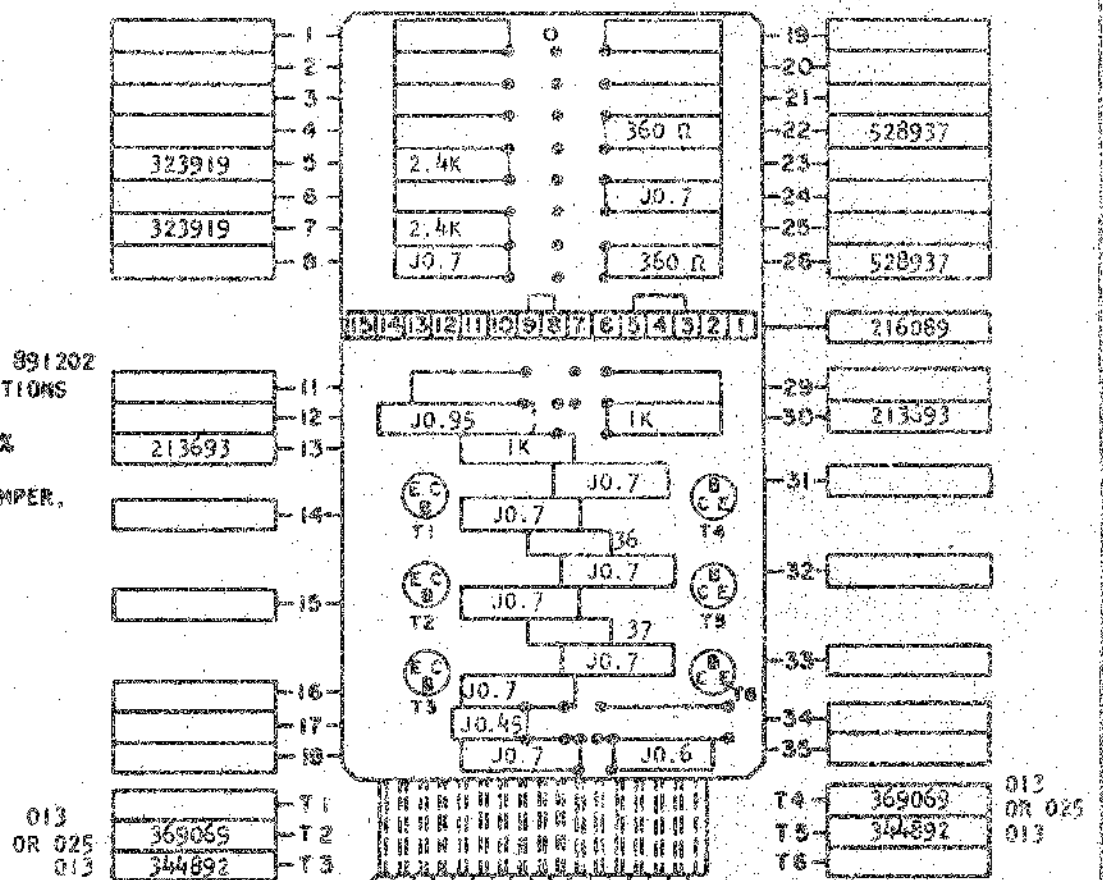 1 19
2 20
3 21
4 360 Ω 22 528937
323919 5 2.4K 23
6 J0.7 24
323919 7 2.4K 25
8 J0.7 360 Ω 26 528937
15 14 13 12 11 10 9 8 7 6 5 4 3 2 1 216089
891202
TIONS
11 29
12 J0.95 1K 30 213693
%
213693 13 1K
MPER,
J0.7 31
E C B B C E
14 J0.7
T1 T4
36
J0.7 32
E C B B C E
15 J0.7
T2 T5
37
J0.7 33
E C B B C E
16 J0.7
T3 T6
17 J0.45 34
18 J0.7 J0.6 35
T1 T4 369069 013
013 OR 025
OR 025 369069 T2 T5 344892 013
013 344892 T3 T6